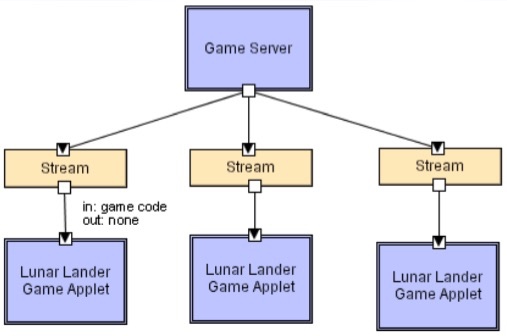 Game Server
Stream
Stream
Stream
in: game code
out: none
Lunar Lander
Game Applet
Lunar Lander
Game Applet
Lunar Lander
Game Applet